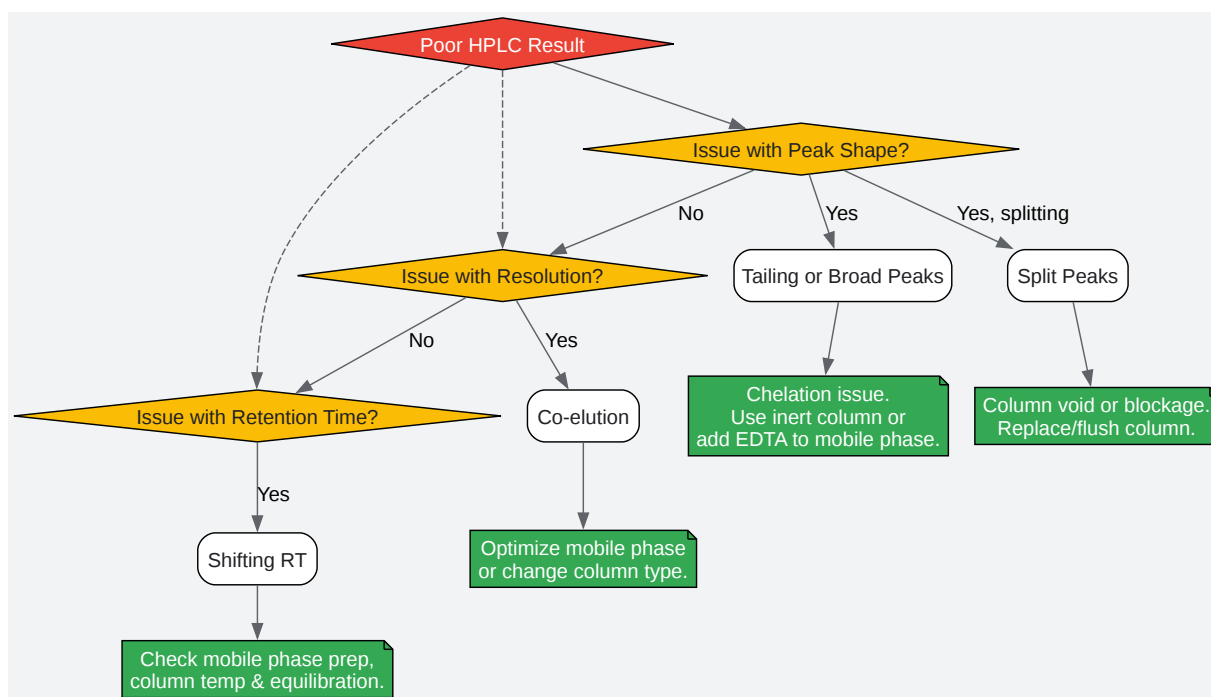 Poor HPLC Result
Issue with Peak Shape?
No
Yes
Yes, splitting
Issue with Resolution?
Tailing or Broad Peaks
Split Peaks
No
Yes
Chelation issue.
Use inert column or
add EDTA to mobile phase.
Column void or blockage.
Replace/flush column.
Issue with Retention Time?
Co-elution
Yes
Shifting RT
Optimize mobile phase
or change column type.
Check mobile phase prep,
column temp & equilibration.